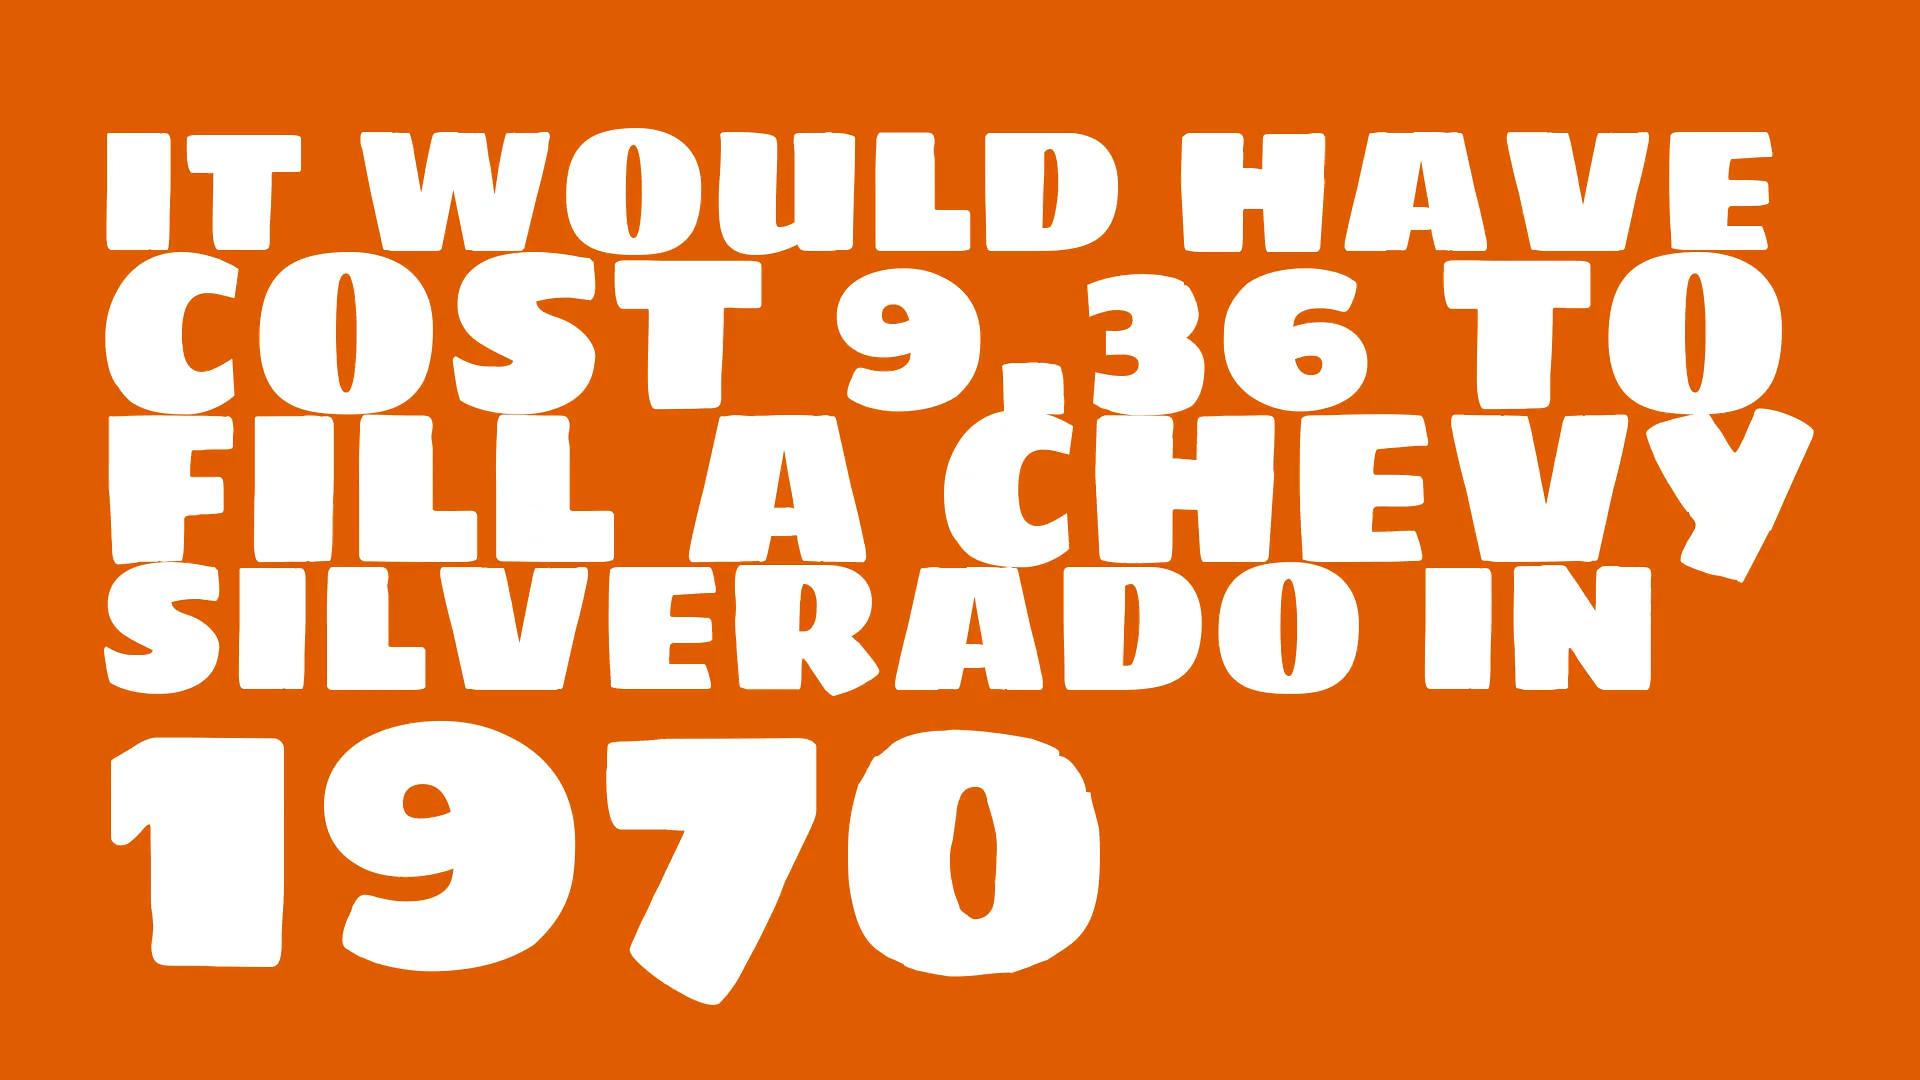 IT WOULD HAVE
COST 9.36 TO
FILL A CHEVY
SILVERADO IN
1970